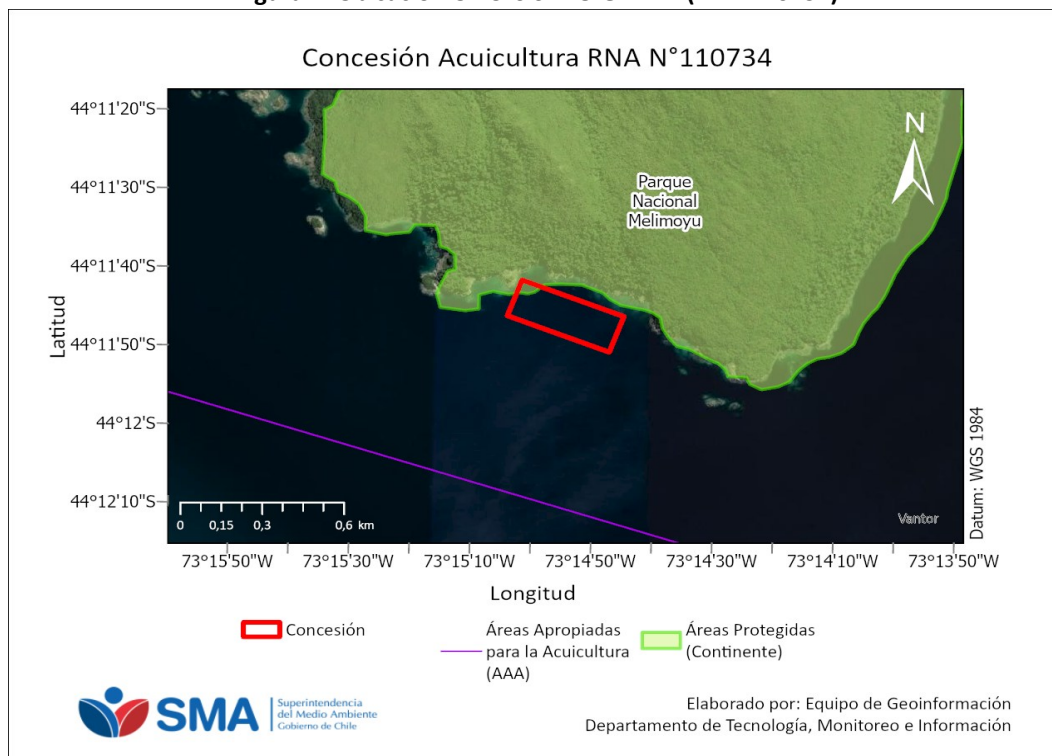 Concesión Acuicultura RNA N°110734
44°11'20"S
44°11'30"S
44°11'40"S
44°11'50"S
44°12'S
44°12'10"S
Latitud
N
Parque
Nacional
Melimoyu
Datum: WGS 1984
0 0,15 0,3 0,6 km
Vantor
73°15'50"W 73°15'30"W 73°15'10"W 73°14'50"W 73°14'30"W 73°14'10"W 73°13'50"W
Longitud
Concesión
Áreas Apropiadas
para la Acuicultura
(AAA)
Áreas Protegidas
(Continente)
SMA
Superintendencia
del Medio Ambiente
Gobierno de Chile
Elaborado por: Equipo de Geoinformación
Departamento de Tecnología, Monitoreo e Información